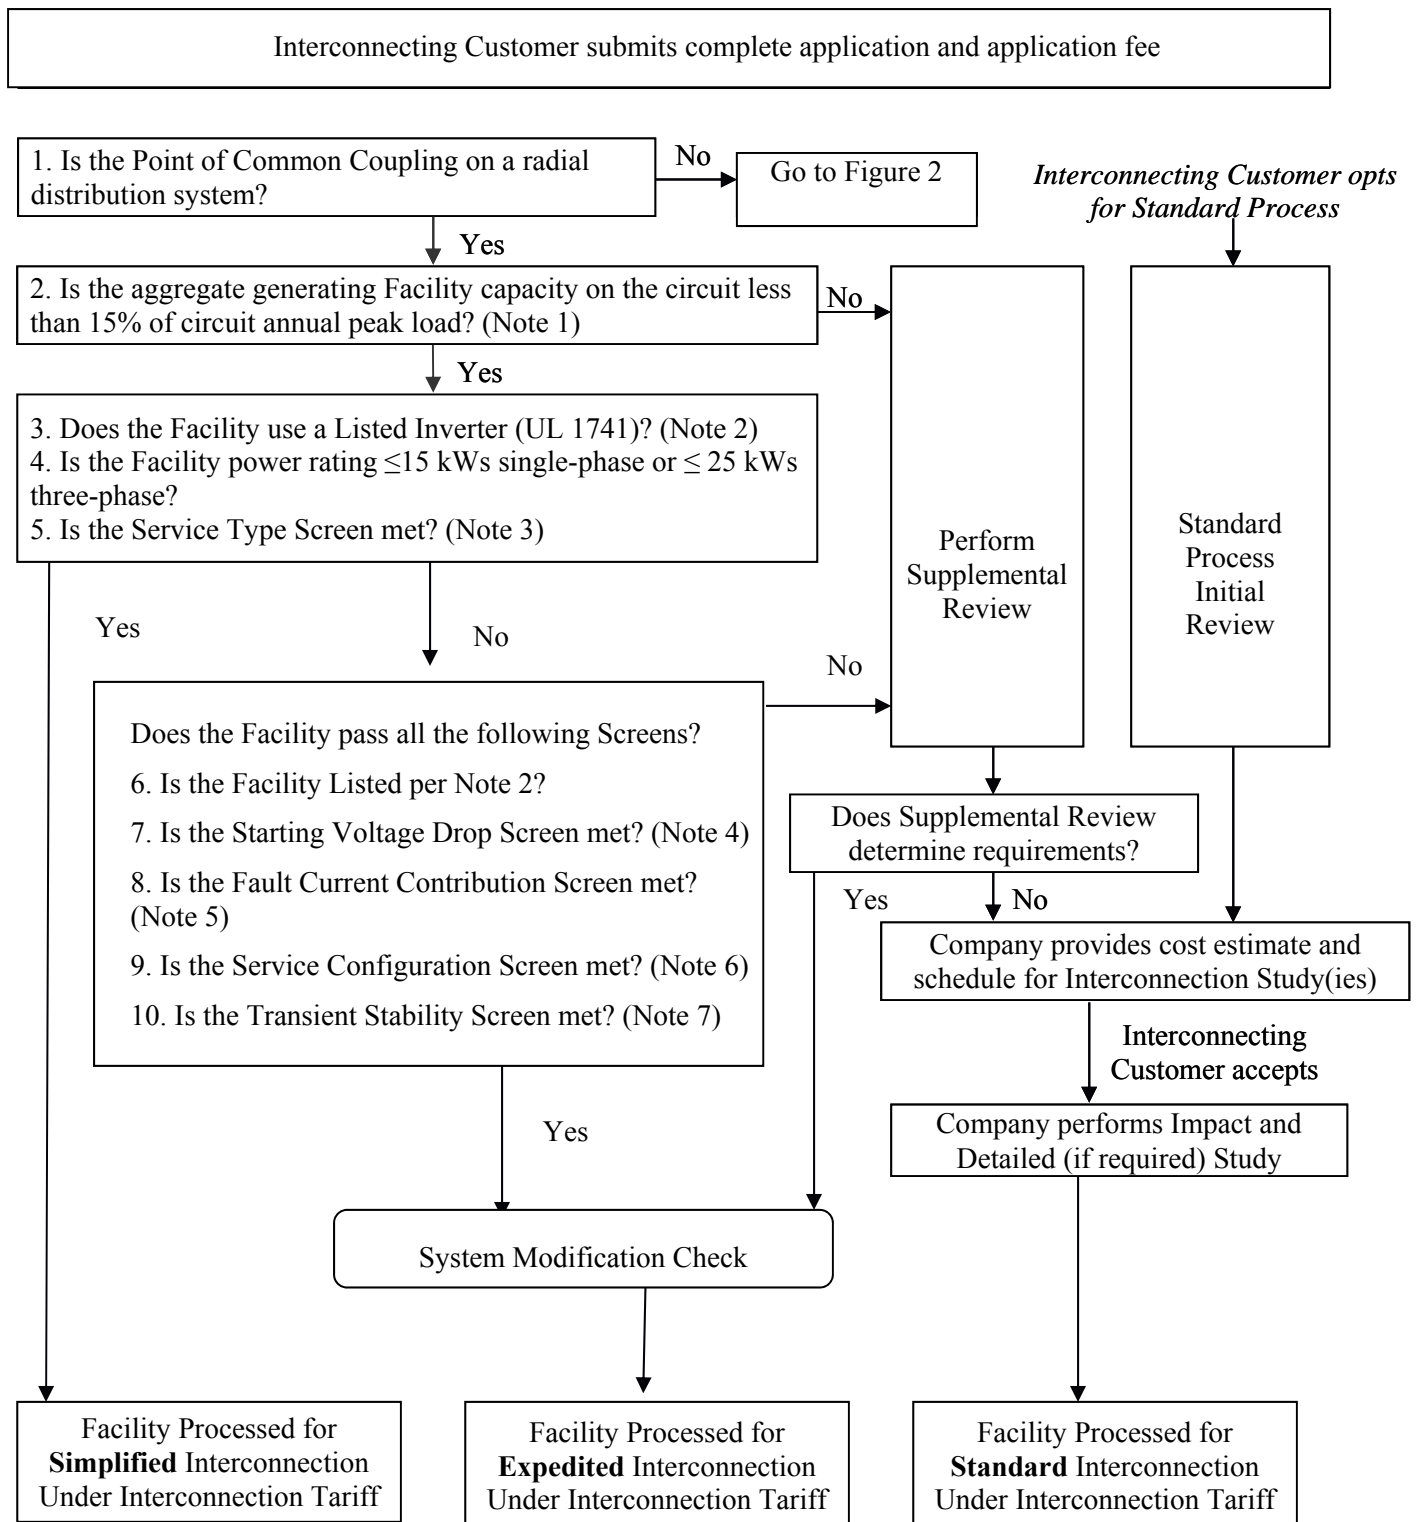 Interconnecting Customer submits complete application and application fee
1. Is the Point of Common Coupling on a radial
distribution system?
No
Go to Figure 2
Interconnecting Customer opts
for Standard Process
Yes
2. Is the aggregate generating Facility capacity on the circuit less
than 15% of circuit annual peak load? (Note 1)
No
Yes
3. Does the Facility use a Listed Inverter (UL 1741)? (Note 2)
4. Is the Facility power rating ≤15 kWs single-phase or ≤ 25 kWs
three-phase?
5. Is the Service Type Screen met? (Note 3)
Perform
Supplemental
Review
Standard
Process
Initial
Review
Yes
No
No
Does the Facility pass all the following Screens?
6. Is the Facility Listed per Note 2?
7. Is the Starting Voltage Drop Screen met? (Note 4)
8. Is the Fault Current Contribution Screen met?
(Note 5)
9. Is the Service Configuration Screen met? (Note 6)
10. Is the Transient Stability Screen met? (Note 7)
Does Supplemental Review
determine requirements?
Yes
No
Company provides cost estimate and
schedule for Interconnection Study(ies)
Interconnecting
Customer accepts
Company performs Impact and
Detailed (if required) Study
Yes
System Modification Check
Facility Processed for
Simplified Interconnection
Under Interconnection Tariff
Facility Processed for
Expedited Interconnection
Under Interconnection Tariff
Facility Processed for
Standard Interconnection
Under Interconnection Tariff